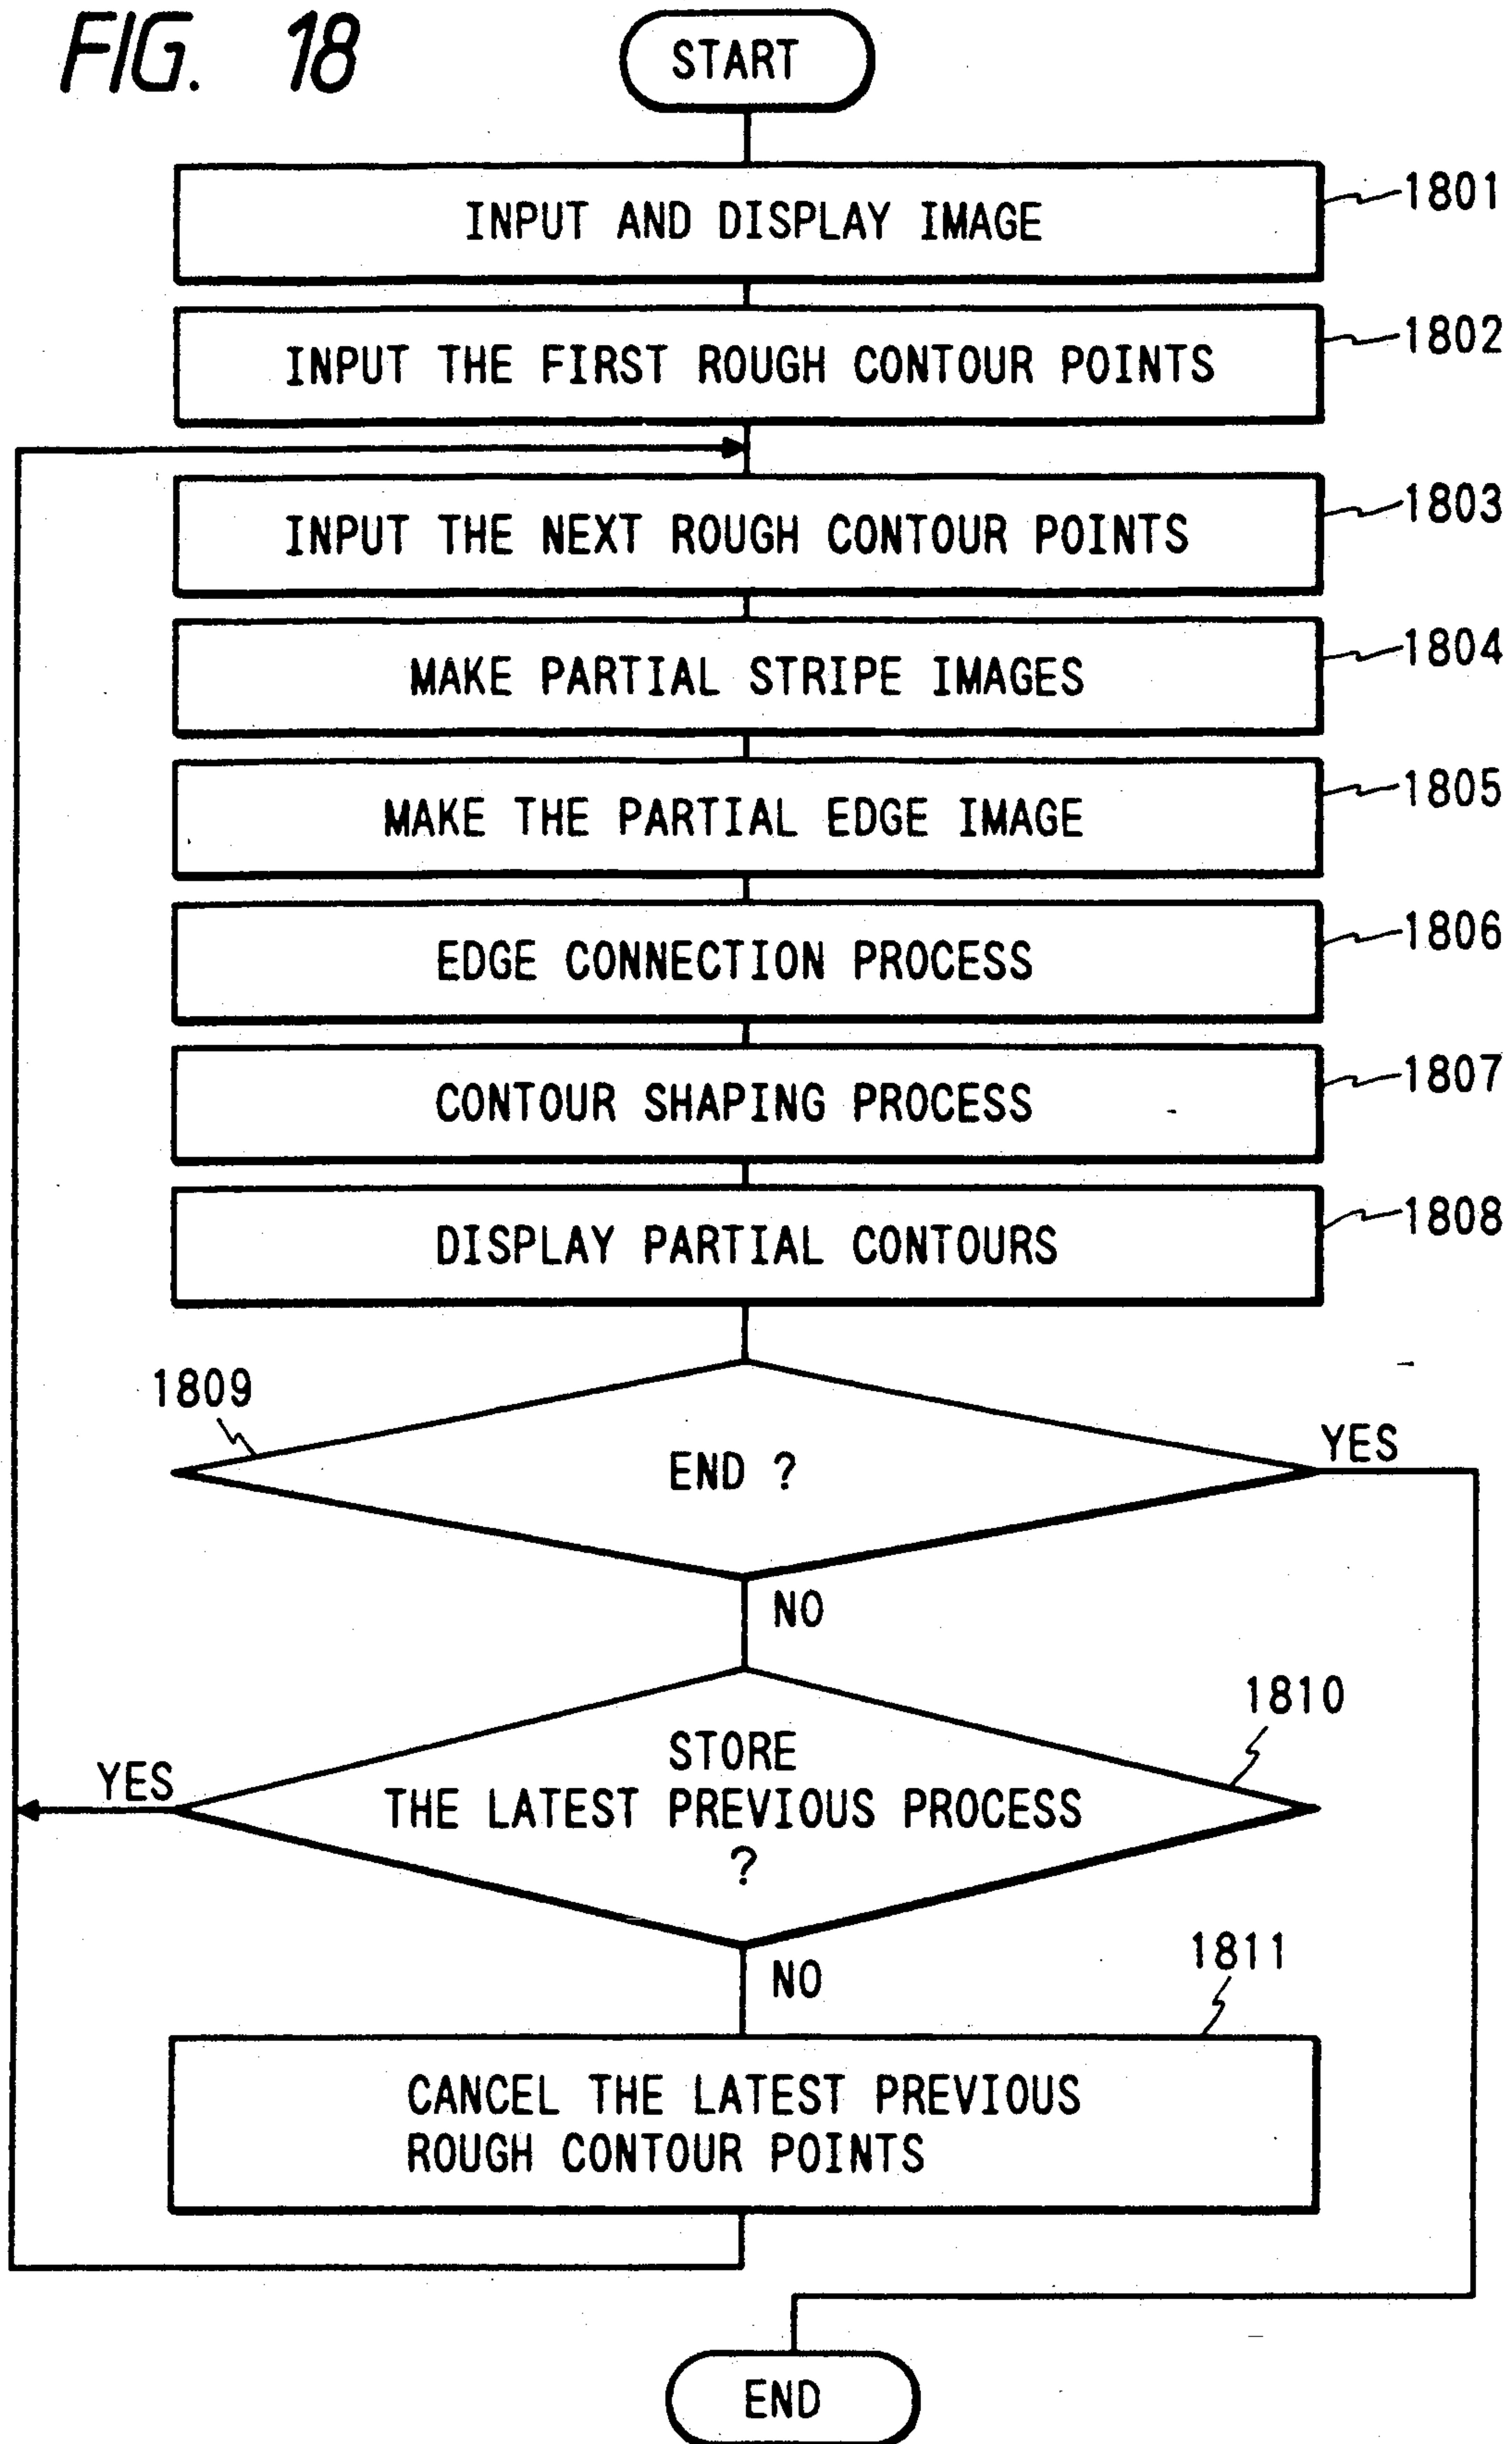 FIG. 18
START
INPUT AND DISPLAY IMAGE
1801
INPUT THE FIRST ROUGH CONTOUR POINTS
1802
INPUT THE NEXT ROUGH CONTOUR POINTS
1803
MAKE PARTIAL STRIPE IMAGES
1804
MAKE THE PARTIAL EDGE IMAGE
1805
EDGE CONNECTION PROCESS
1806
CONTOUR SHAPING PROCESS
1807
DISPLAY PARTIAL CONTOURS
1808
1809
END ?
YES
NO
1810
STORE
THE LATEST PREVIOUS PROCESS
?
YES
NO
1811
CANCEL THE LATEST PREVIOUS
ROUGH CONTOUR POINTS
END